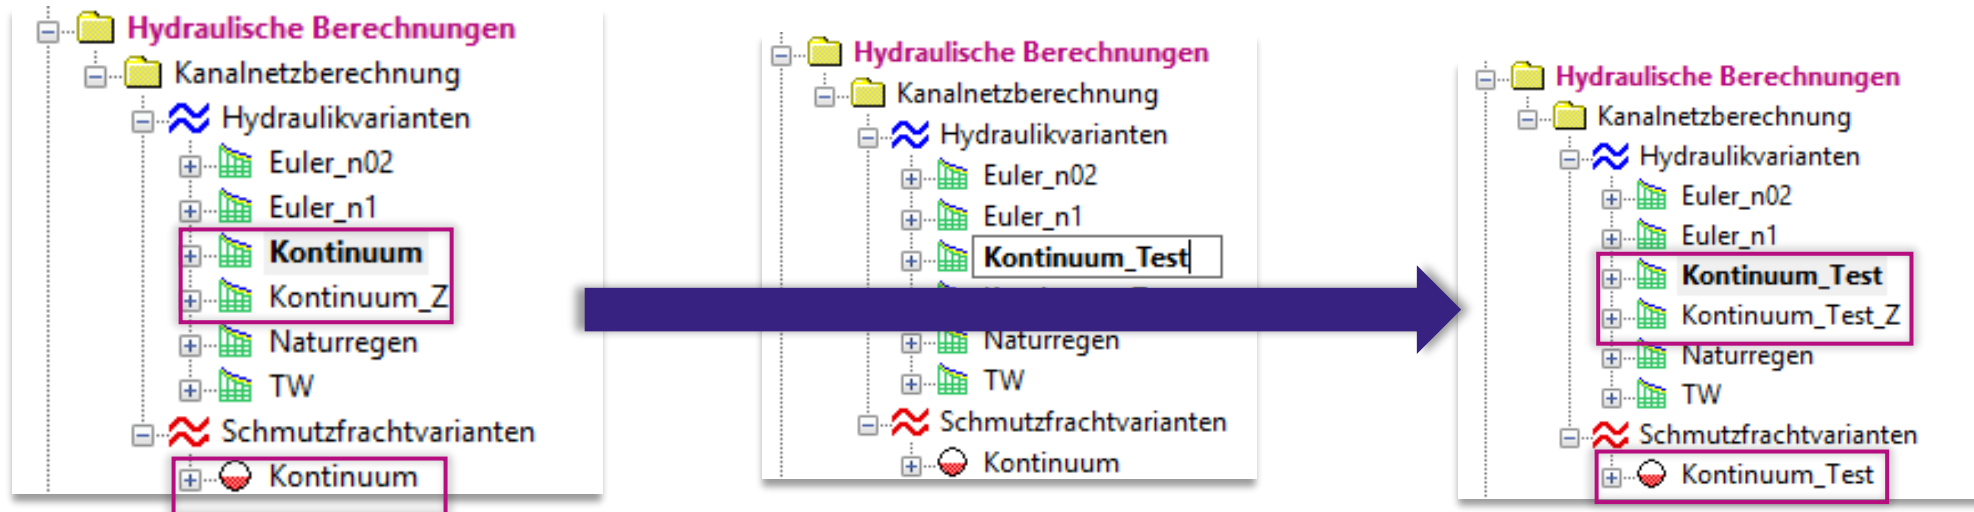 Hydraulische Berechnungen
Kanalnetzberechnung
Hydraulikvarianten
Euler_n02
Euler_n1
Kontinuum
Kontinuum_Z
Naturregen
TW
Schmutzfrachtvarianten
Kontinuum
Hydraulische Berechnungen
Kanalnetzberechnung
Hydraulikvarianten
Euler_n02
Euler_n1
Kontinuum_Test
Naturregen
TW
Schmutzfrachtvarianten
Kontinuum
Hydraulische Berechnungen
Kanalnetzberechnung
Hydraulikvarianten
Euler_n02
Euler_n1
Kontinuum_Test
Kontinuum_Test_Z
Naturregen
TW
Schmutzfrachtvarianten
Kontinuum_Test